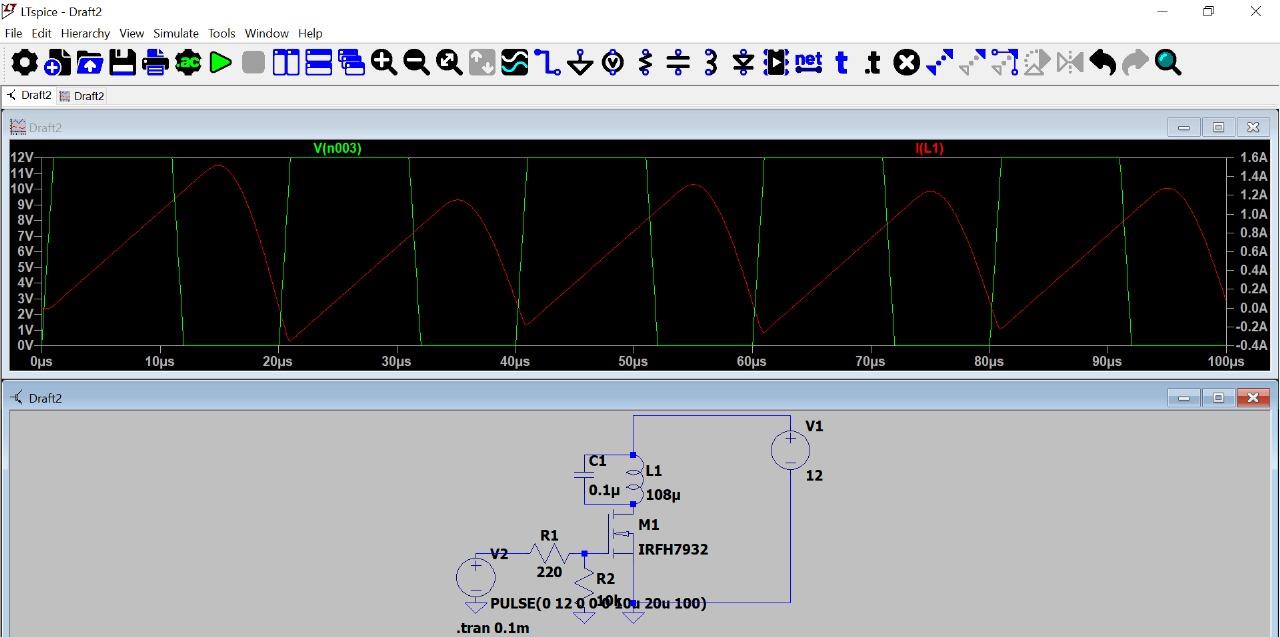 LTspice - Draft2
File Edit Hierarchy View Simulate Tools Window Help
.ac net t .t
Draft2 Draft2
Draft2
V(n003) I(L1)
12V 1.6A
11V 1.4A
10V 1.2A
9V 1.0A
8V 0.8A
7V 0.6A
6V 0.4A
5V 0.2A
4V 0.0A
3V -0.2A
2V -0.4A
1V
0V
0µs 10µs 20µs 30µs 40µs 50µs 60µs 70µs 80µs 90µs 100µs
Draft2
V1
12
C1
0.1µ
L1
108µ
M1
IRFH7932
R1
220
V2
R2
10k
PULSE(0 12 0 0 0 10u 20u 100)
.tran 0.1m